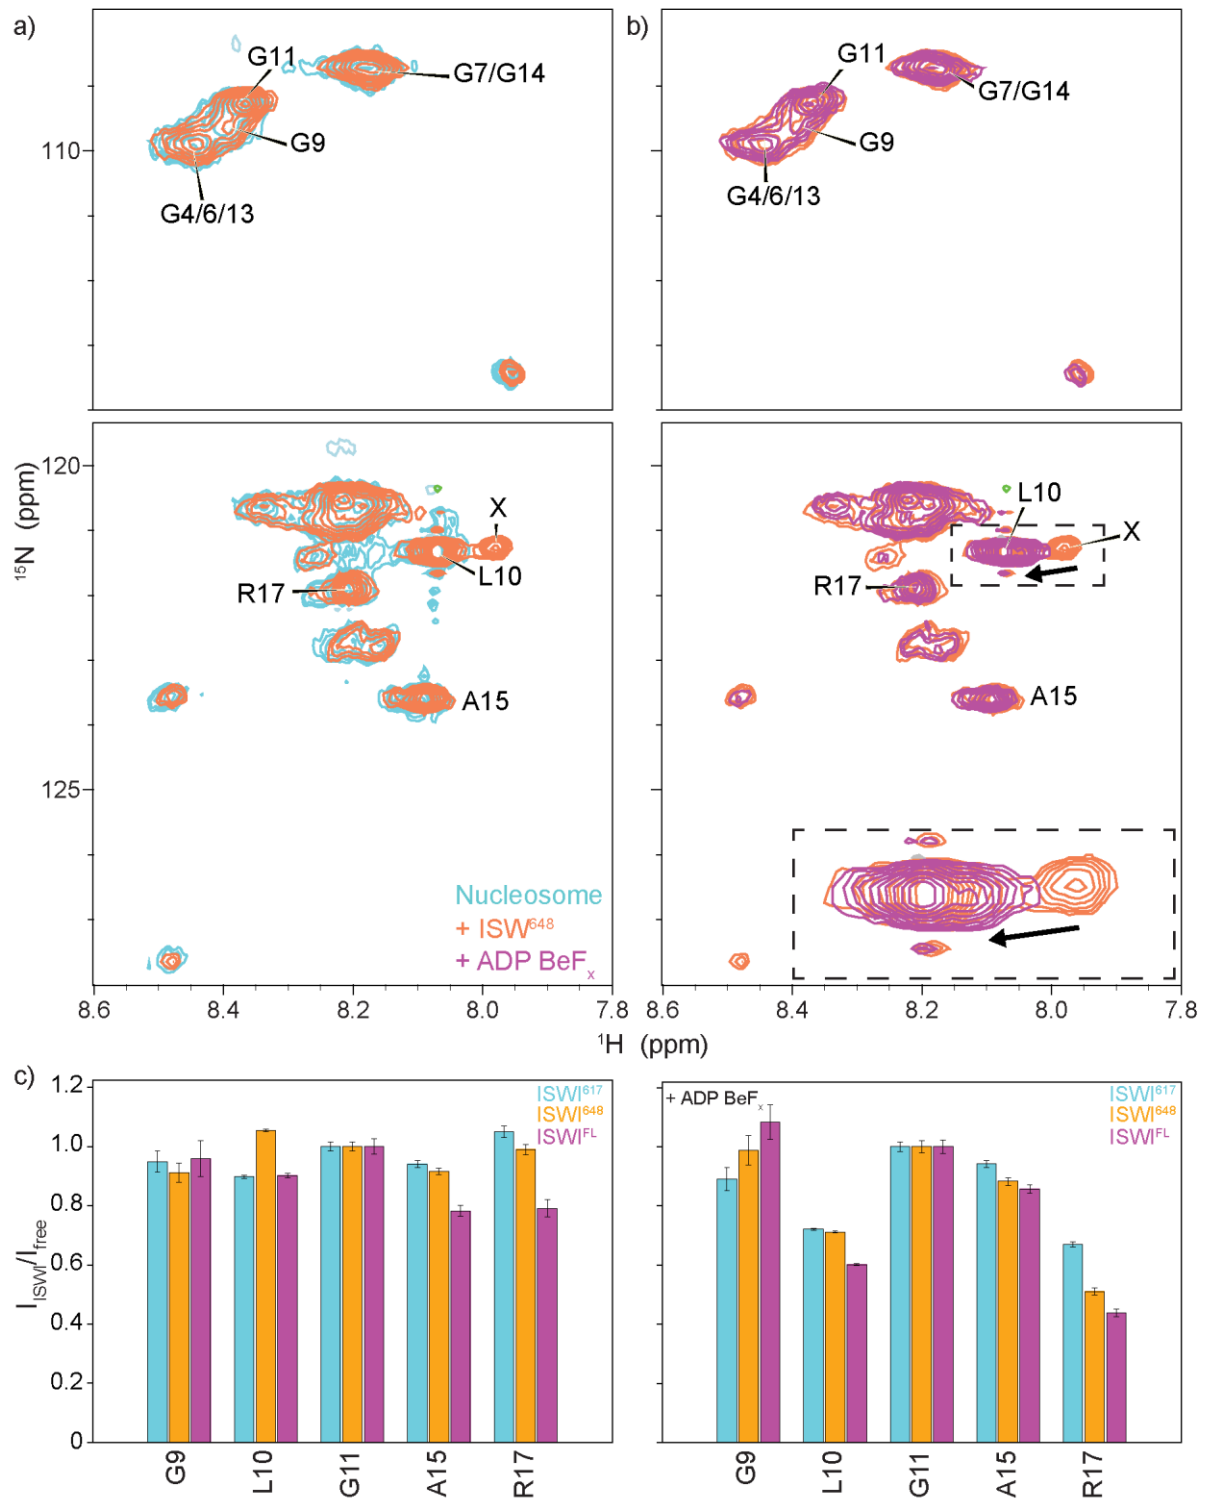 a)
G11
G7/G14
G9
G4/6/13
110
b)
G11
G7/G14
G9
G4/6/13
120
X
L10
R17
A15
125
Nucleosome
+ ISW⁶⁴⁸
+ ADP BeFₓ
L10
X
R17
A15
8.6
8.4
8.2
8.0
7.8
8.6
8.4
8.2
8.0
7.8
¹⁵N (ppm)
¹H (ppm)
c)
1.2
1.0
0.8
0.6
0.4
0.2
0
I_ISWI/I_free
ISWI⁶¹⁷
ISWI⁶⁴⁸
ISWIᶠᴸ
G9
L10
G11
A15
R17
+ ADP BeFₓ
ISWI⁶¹⁷
ISWI⁶⁴⁸
ISWIᶠᴸ
G9
L10
G11
A15
R17